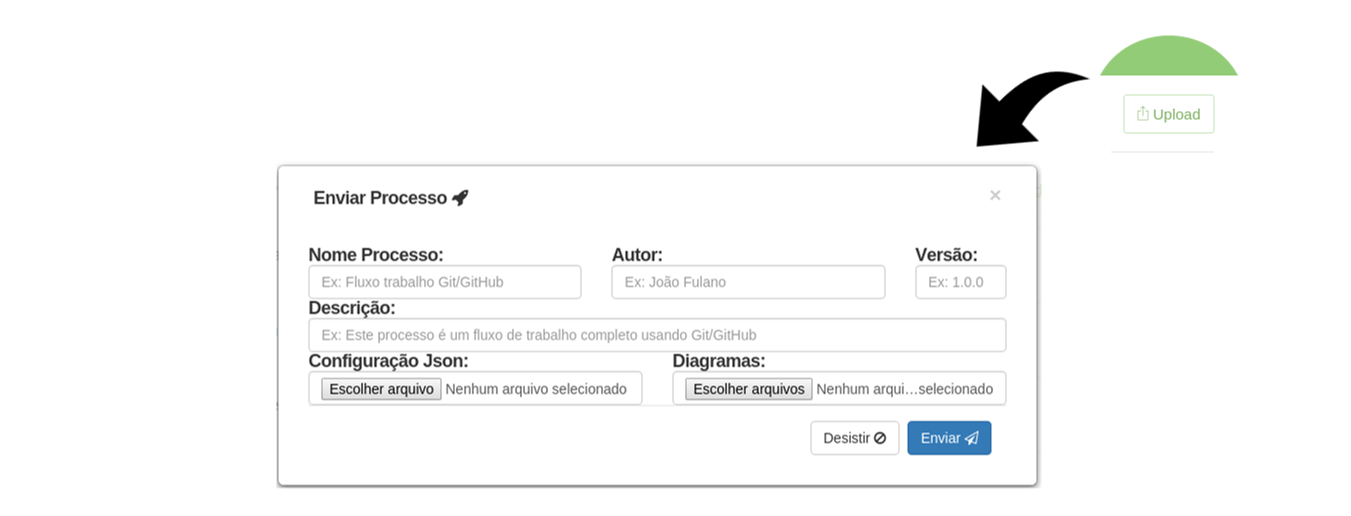 Upload
Enviar Processo
×
Nome Processo: Autor: Versão:
Ex: Fluxo trabalho Git/GitHub Ex: João Fulano Ex: 1.0.0
Descrição:
Ex: Este processo é um fluxo de trabalho completo usando Git/GitHub
Configuração Json: Diagramas:
Escolher arquivo Nenhum arquivo selecionado Escolher arquivos Nenhum arqui…selecionado
Desistir Enviar